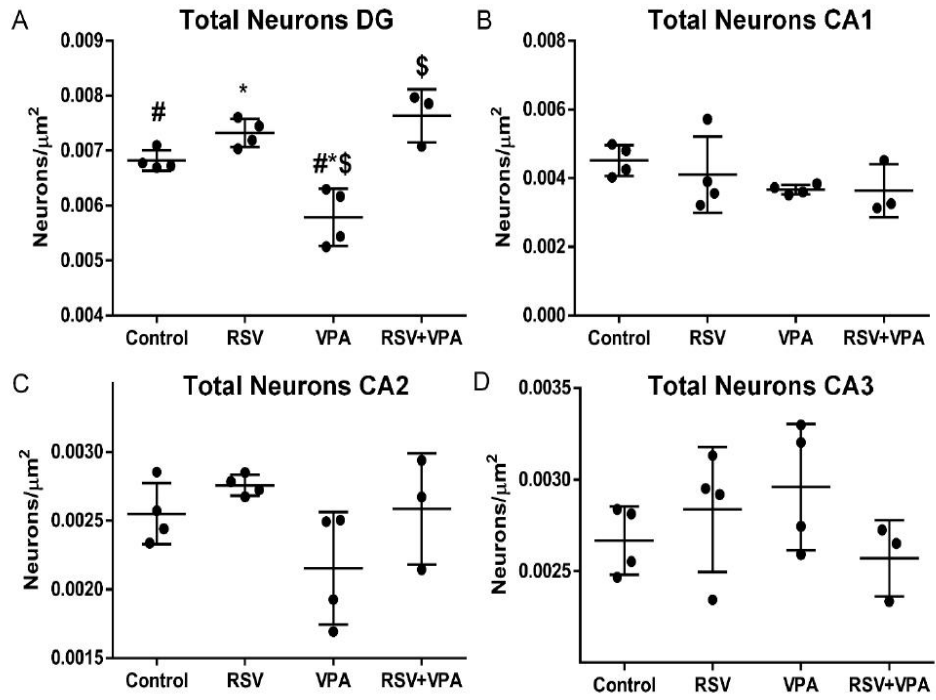 A
Total Neurons DG
Neurons/μm²
0.009
0.008
0.007
0.006
0.005
0.004
#
*
#*$
$
Control RSV VPA RSV+VPA
B
Total Neurons CA1
Neurons/μm²
0.008
0.006
0.004
0.002
0.000
Control RSV VPA RSV+VPA
C
Total Neurons CA2
Neurons/μm²
0.0030
0.0025
0.0020
0.0015
Control RSV VPA RSV+VPA
D
Total Neurons CA3
Neurons/μm²
0.0035
0.0030
0.0025
Control RSV VPA RSV+VPA